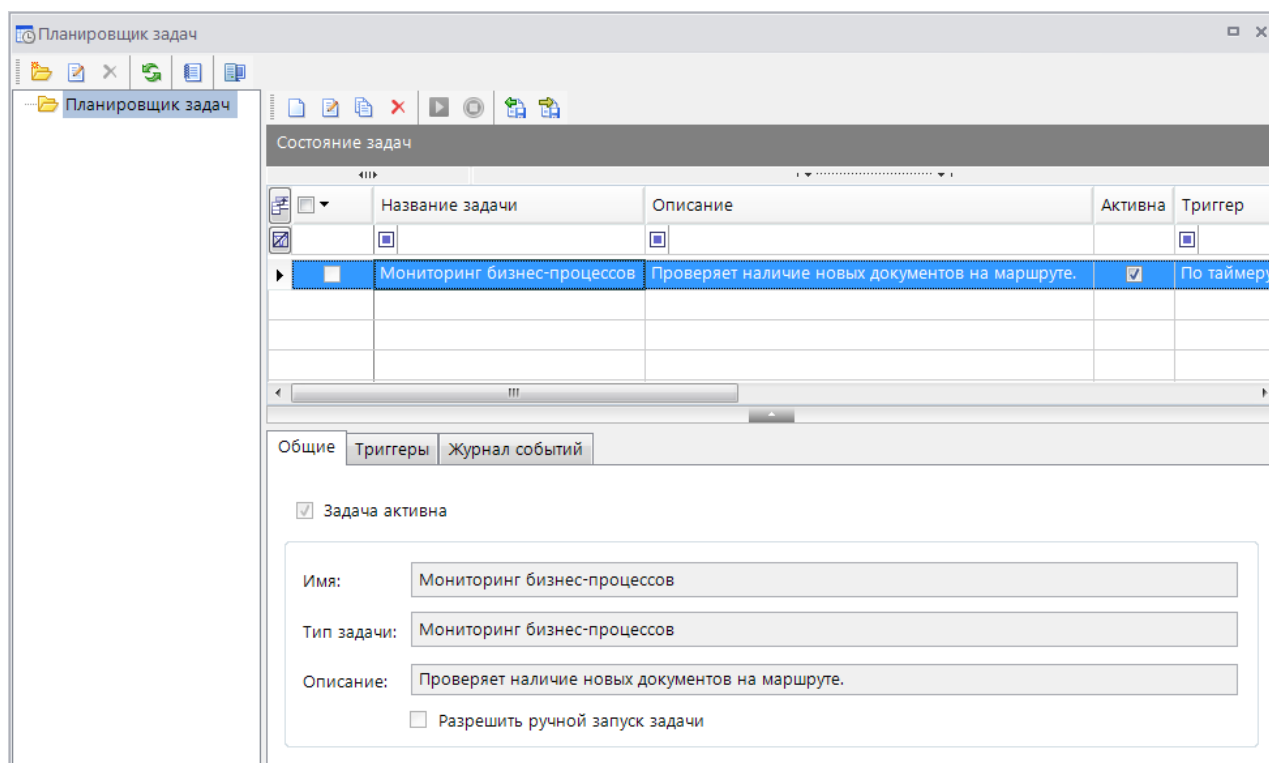 Планировщик задач
Планировщик задач
Состояние задач
Название задачи Описание Активна Триггер
Мониторинг бизнес-процессов Проверяет наличие новых документов на маршруте. По таймеру
Общие Триггеры Журнал событий
Задача активна
Имя: Мониторинг бизнес-процессов
Тип задачи: Мониторинг бизнес-процессов
Описание: Проверяет наличие новых документов на маршруте.
Разрешить ручной запуск задачи